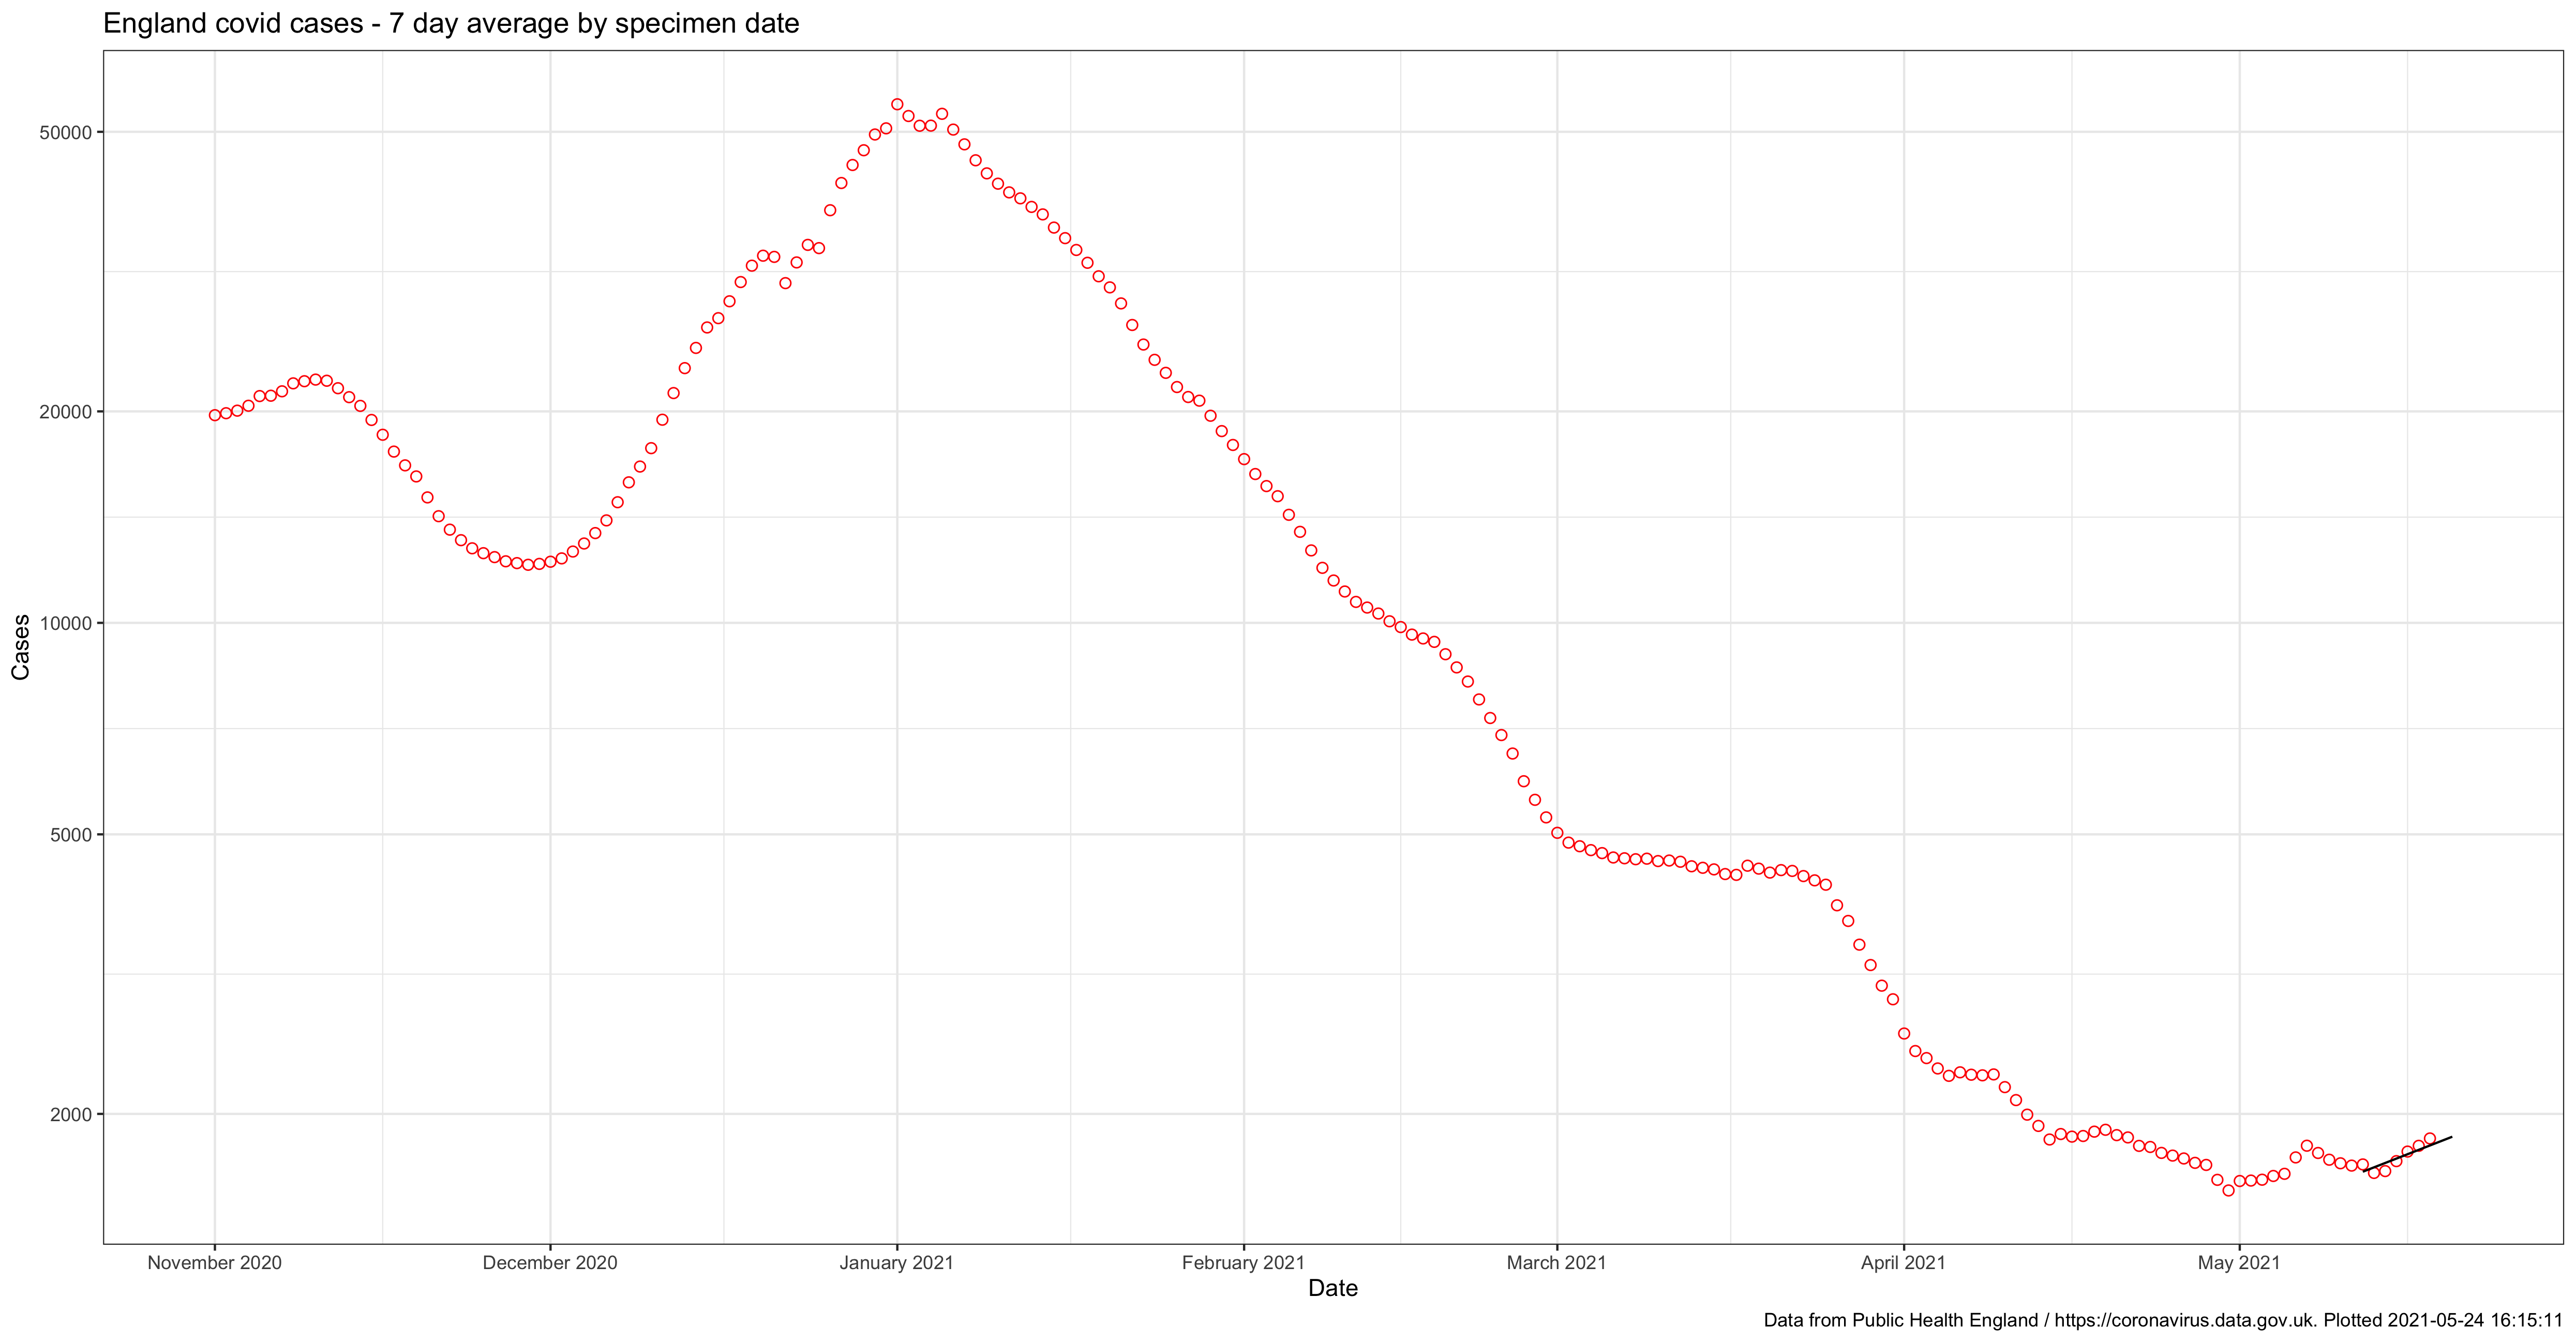 England covid cases - 7 day average by specimen date
50000
20000
10000
5000
2000
Cases
November 2020
December 2020
January 2021
February 2021
March 2021
April 2021
May 2021
Date
Data from Public Health England / https://coronavirus.data.gov.uk. Plotted 2021-05-24 16:15:11